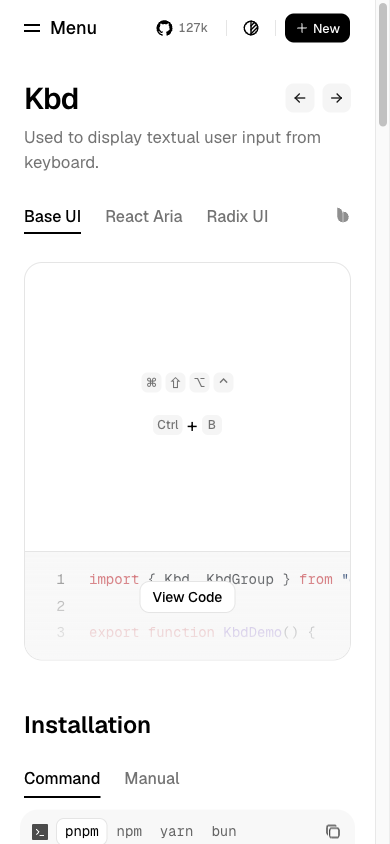 Menu 127k New
Kbd
Used to display textual user input from
keyboard.
Base UI React Aria Radix UI
⌘ ⇧ ⌥ ⌃
Ctrl + B
1 import { Kbd, KbdGroup } from "
2
View Code
3 export function KbdDemo() {
Installation
Command Manual
pnpm npm yarn bun